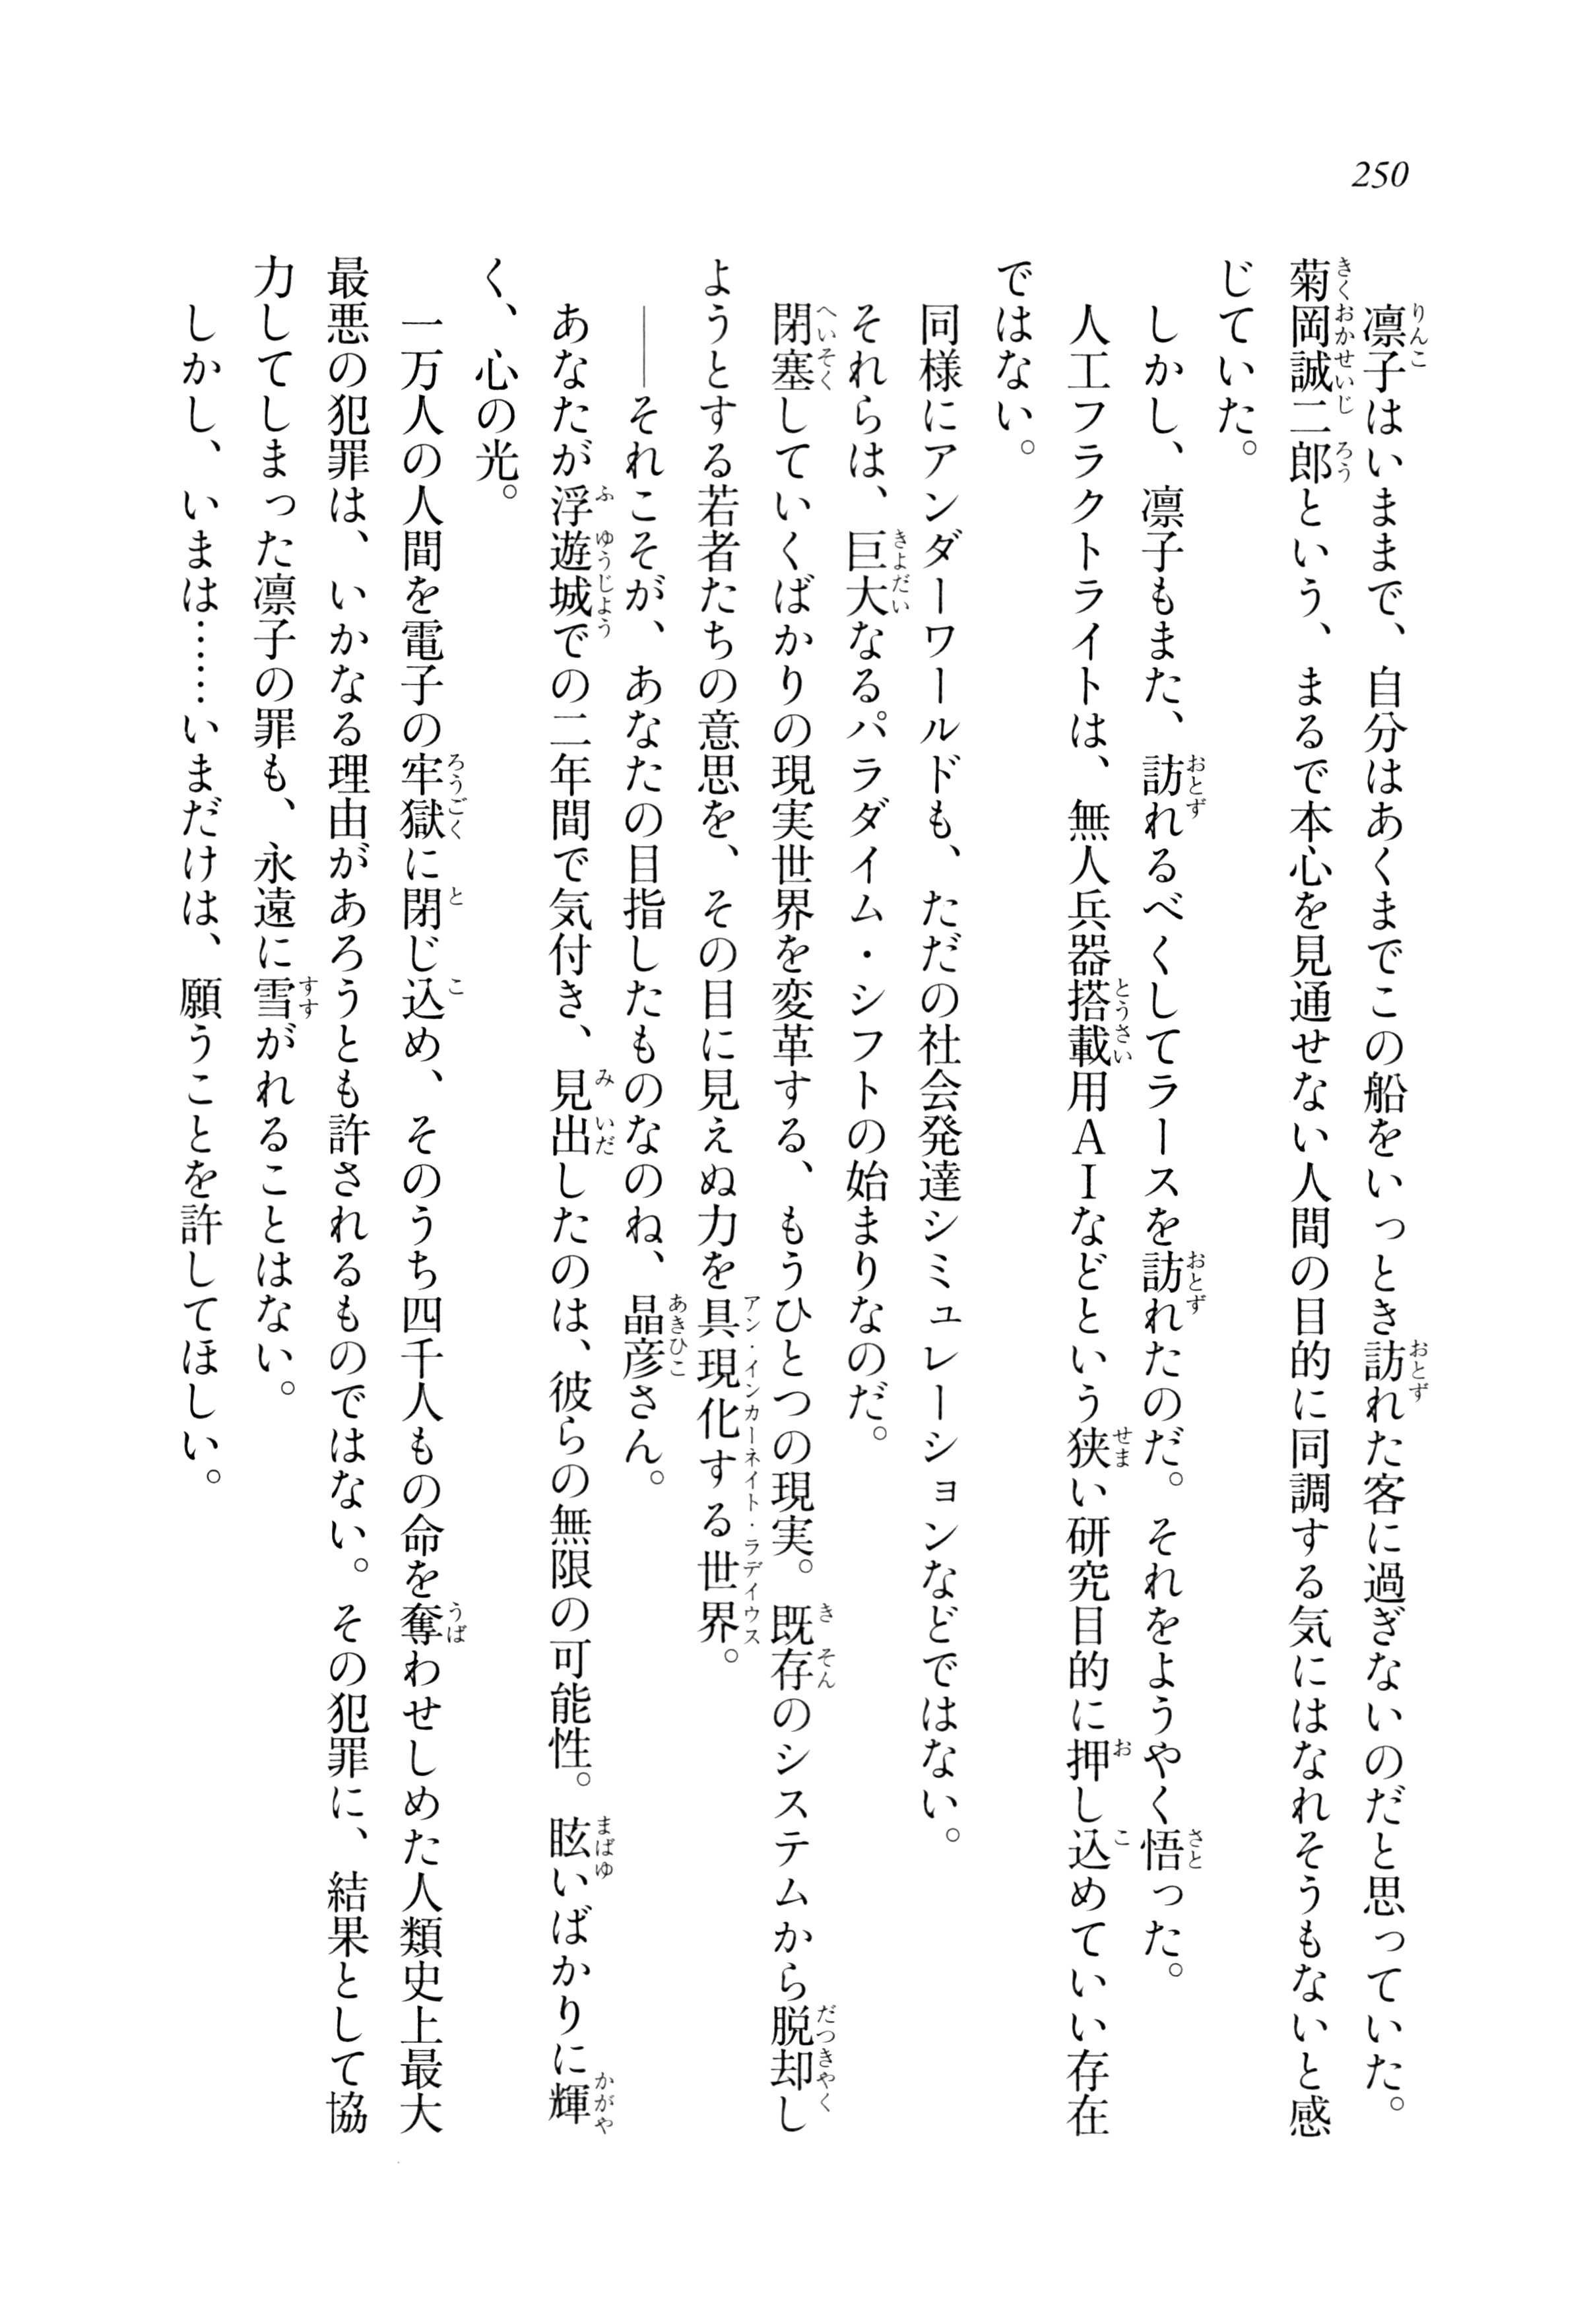 250
凛子はいままで、自分はあくまでこの船をいっとき訪れた客に過ぎないのだと思っていた。
菊岡誠二郎という、まるで本心を見通せない人間の目的に同調する気にはなれそうもないと感
じていた。
しかし、凛子もまた、訪れるべくしてラースを訪れたのだ。それをようやく悟った。
人工フラクトライトは、無人兵器搭載用ＡＩなどという狭い研究目的に押し込めていい存在
ではない。
同様にアンダーワールドも、ただの社会発達シミュレーションなどではない。
それらは、巨大なるパラダイム・シフトの始まりなのだ。
閉塞していくばかりの現実世界を変革する、もうひとつの現実。既存のシステムから脱却し
ようとする若者たちの意思を、その目に見えぬ力を具現化する世界。
――それこそが、あなたの目指したものなのね、晶彦さん。
あなたが浮遊城での二年間で気付き、見出したのは、彼らの無限の可能性。眩いばかりに輝
く、心の光。
一万人の人間を電子の牢獄に閉じ込め、そのうち四千人もの命を奪わせしめた人類史上最大
最悪の犯罪は、いかなる理由があろうとも許されるものではない。その犯罪に、結果として協
力してしまった凛子の罪も、永遠に雪がれることはない。
しかし、いまは……いまだけは、願うことを許してほしい。